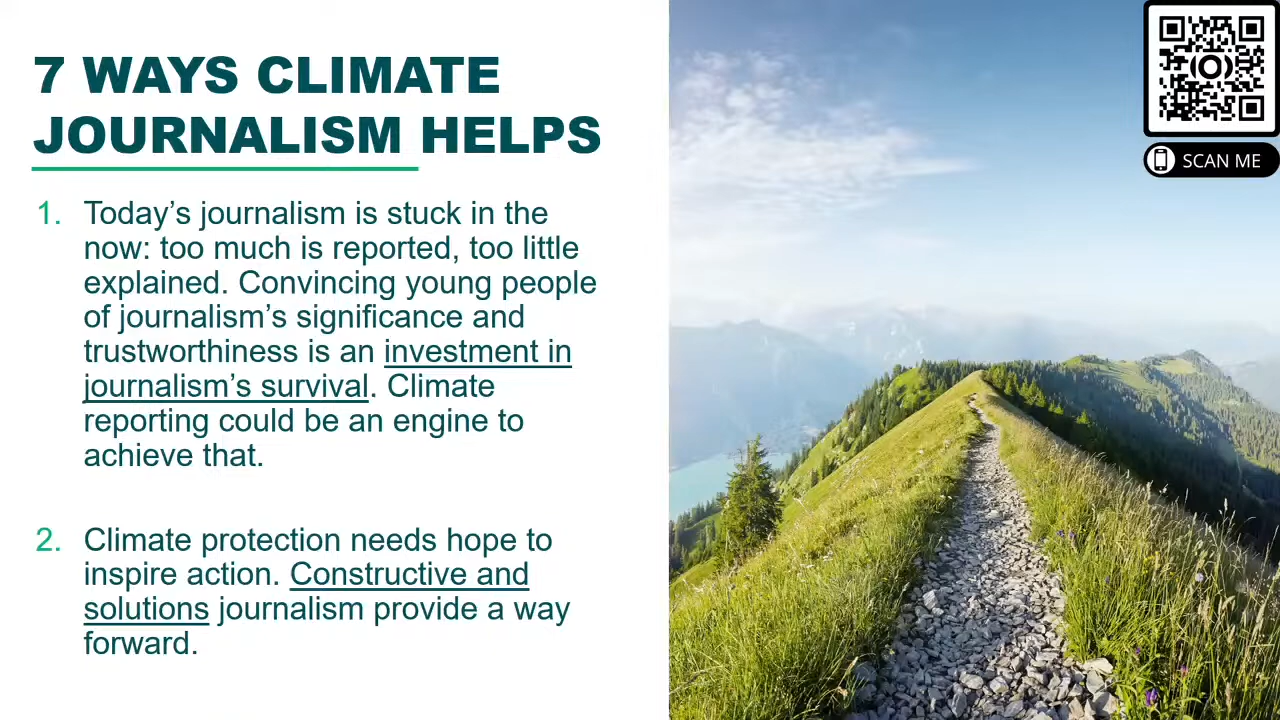 7 WAYS CLIMATE
JOURNALISM HELPS
1. Today’s journalism is stuck in the
now: too much is reported, too little
explained. Convincing young people
of journalism’s significance and
trustworthiness is an investment in
journalism’s survival. Climate
reporting could be an engine to
achieve that.
2. Climate protection needs hope to
inspire action. Constructive and
solutions journalism provide a way
forward.
SCAN ME